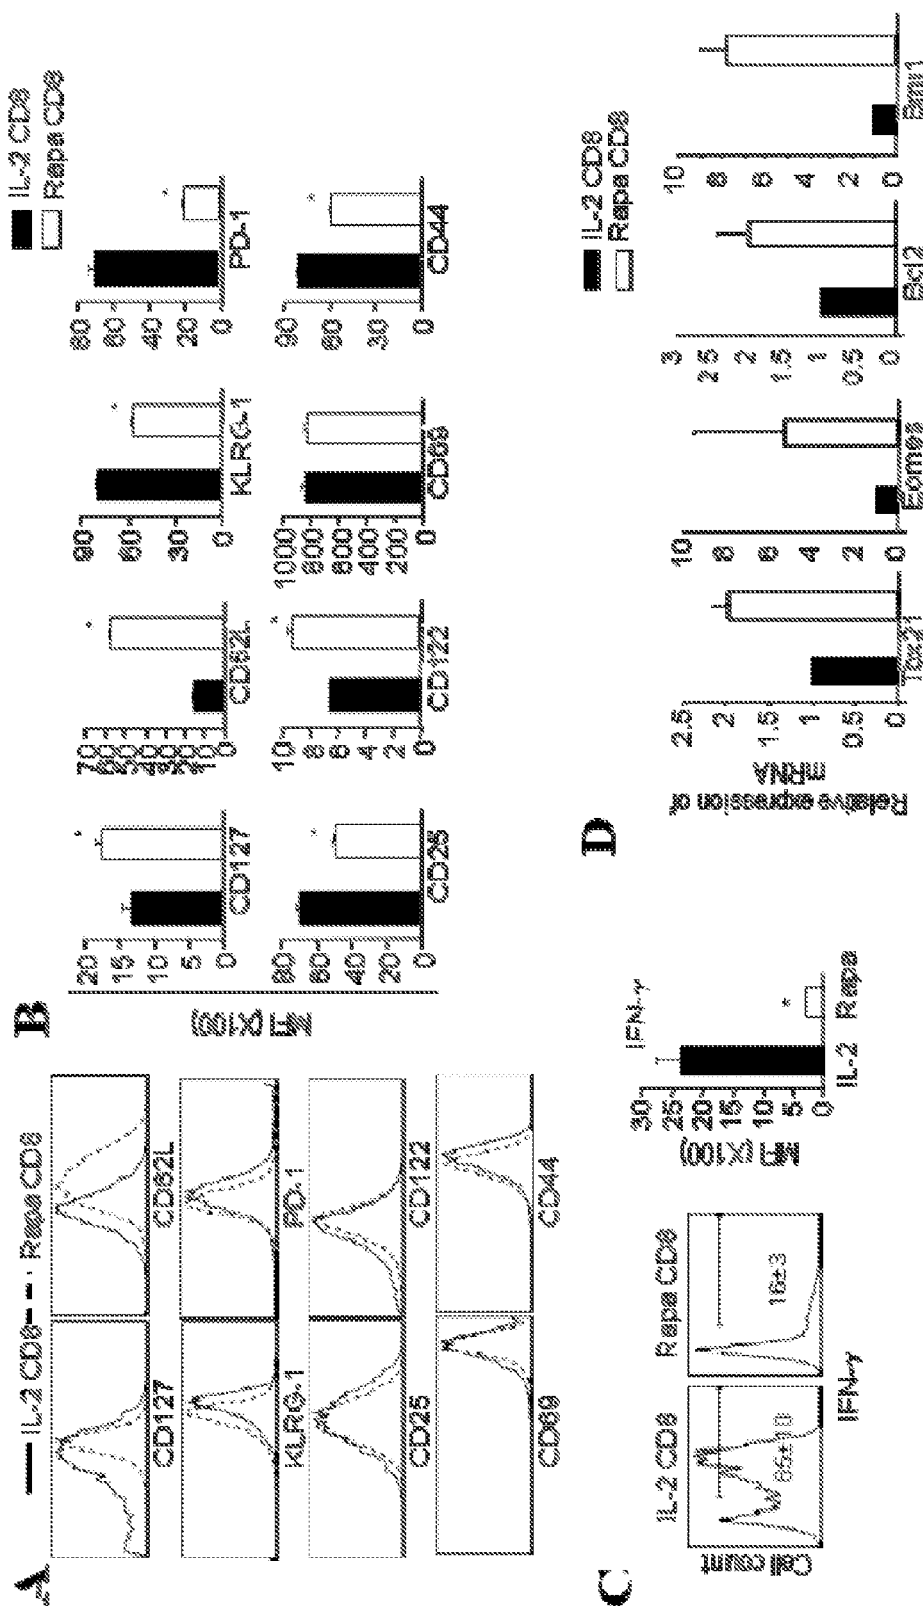 A
IL-2 CD8 Rapa CD8
CD127 CD62L
KLRG-1 PD-1
CD25 CD122
CD69 CD44
B
IL-2 CD8
Rapa CD8
MFI (X100)
20
15
10
5
0
CD127
70
0
CD62L
90
60
30
0
KLRG-1
80
60
40
20
0
PD-1
*
80
60
40
20
0
CD25
10
8
6
4
2
0
CD122
1000
800
600
400
200
0
CD69
90
60
30
0
CD44
*
C
IL-2 CD8
Rapa CD8
Cell count
65±10
16±3
IFN-γ
IFN-γ
MFI (X100)
30
25
20
15
10
5
0
IL-2 Rapa
*
D
IL-2 CD8
Rapa CD8
Relative expression of
mRNA
2.5
2
1.5
1
0.5
0
Tbx21
10
8
6
4
2
0
Eomes
3
2.5
2
1.5
1
0.5
0
Bcl2
10
8
6
4
2
0
Bmi1